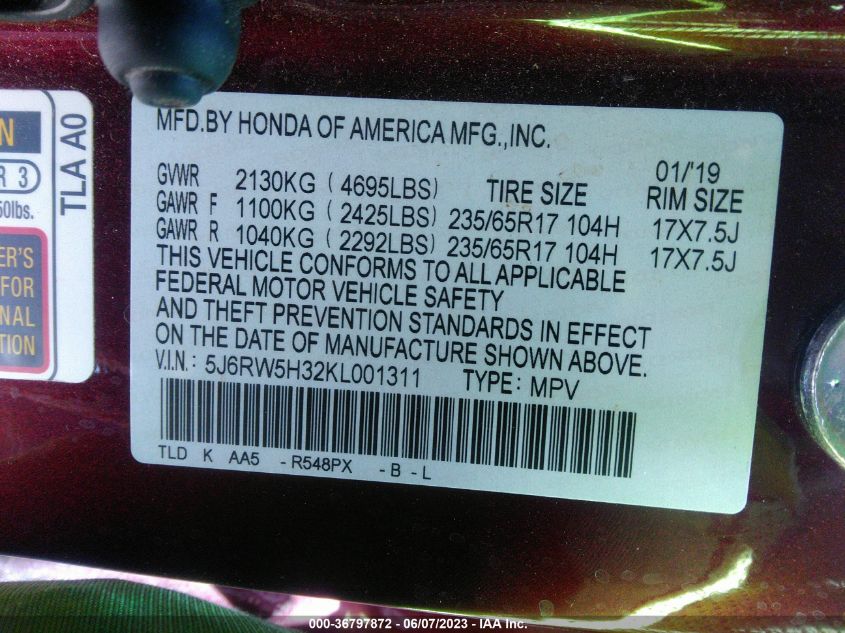 N
R 3
50lbs.
TLA A0
ER'S
FOR
NAL
TION
MFD.BY HONDA OF AMERICA MFG.,INC.
01/'19
GVWR 2130KG ( 4695LBS) TIRE SIZE RIM SIZE
GAWR F 1100KG ( 2425LBS) 235/65R17 104H 17X7.5J
GAWR R 1040KG ( 2292LBS) 235/65R17 104H 17X7.5J
THIS VEHICLE CONFORMS TO ALL APPLICABLE
FEDERAL MOTOR VEHICLE SAFETY
AND THEFT PREVENTION STANDARDS IN EFFECT
ON THE DATE OF MANUFACTURE SHOWN ABOVE.
V.I.N.: 5J6RW5H32KL001311 TYPE: MPV
TLD K AA5 -R548PX -B -L
000-36797872 - 06/07/2023 - IAA Inc.